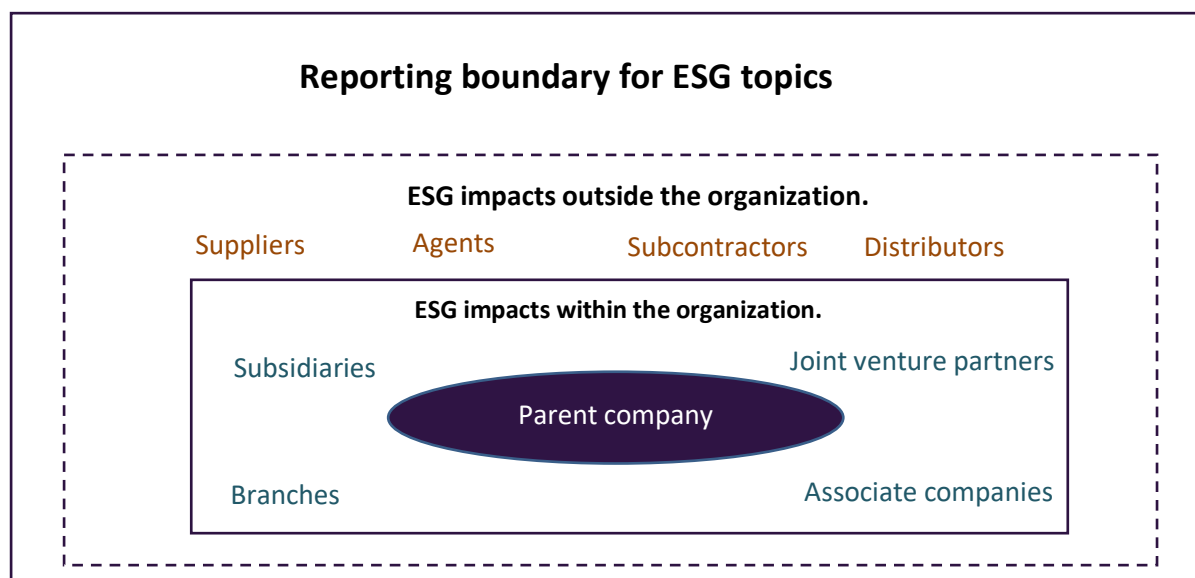 Reporting boundary for ESG topics
ESG impacts outside the organization.
Suppliers Agents Subcontractors Distributors
ESG impacts within the organization.
Subsidiaries Joint venture partners
Parent company
Branches Associate companies